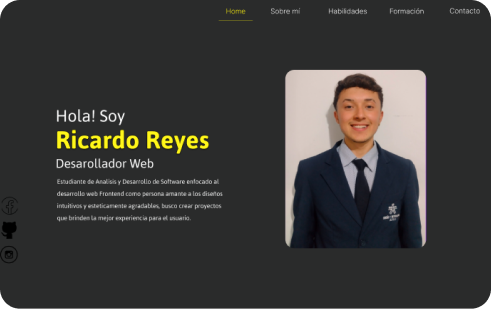 Home Sobre mí Habilidades Formación Contacto
Hola! Soy
Ricardo Reyes
Desarollador Web
Estudiante de Analisis y Desarrollo de Software enfocado al
desarrollo web Frontend como persona amante a los diseños
intuitivos y esteticamente agradables, busco crear proyectos
que brinden la mejor experiencia para el usuario.